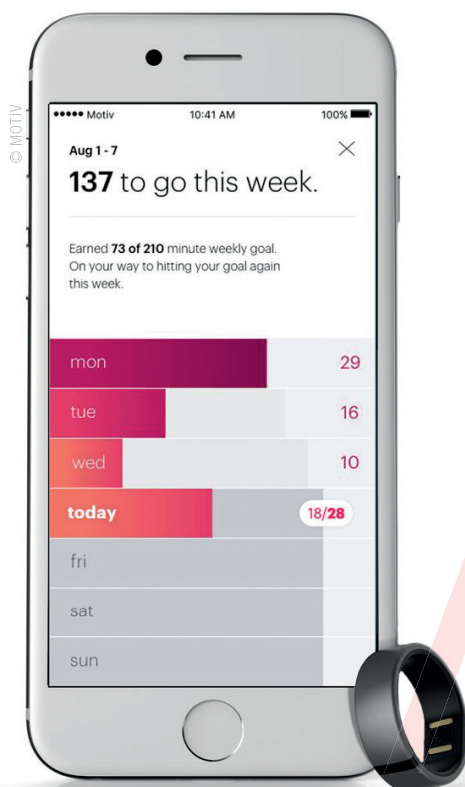 © MOTIV
●●●●● Motiv 10:41 AM 100%
Aug 1 - 7
137 to go this week.
Earned 73 of 210 minute weekly goal.
On your way to hitting your goal again
this week.
mon 29
tue 16
wed 10
today 18/28
fri
sat
sun